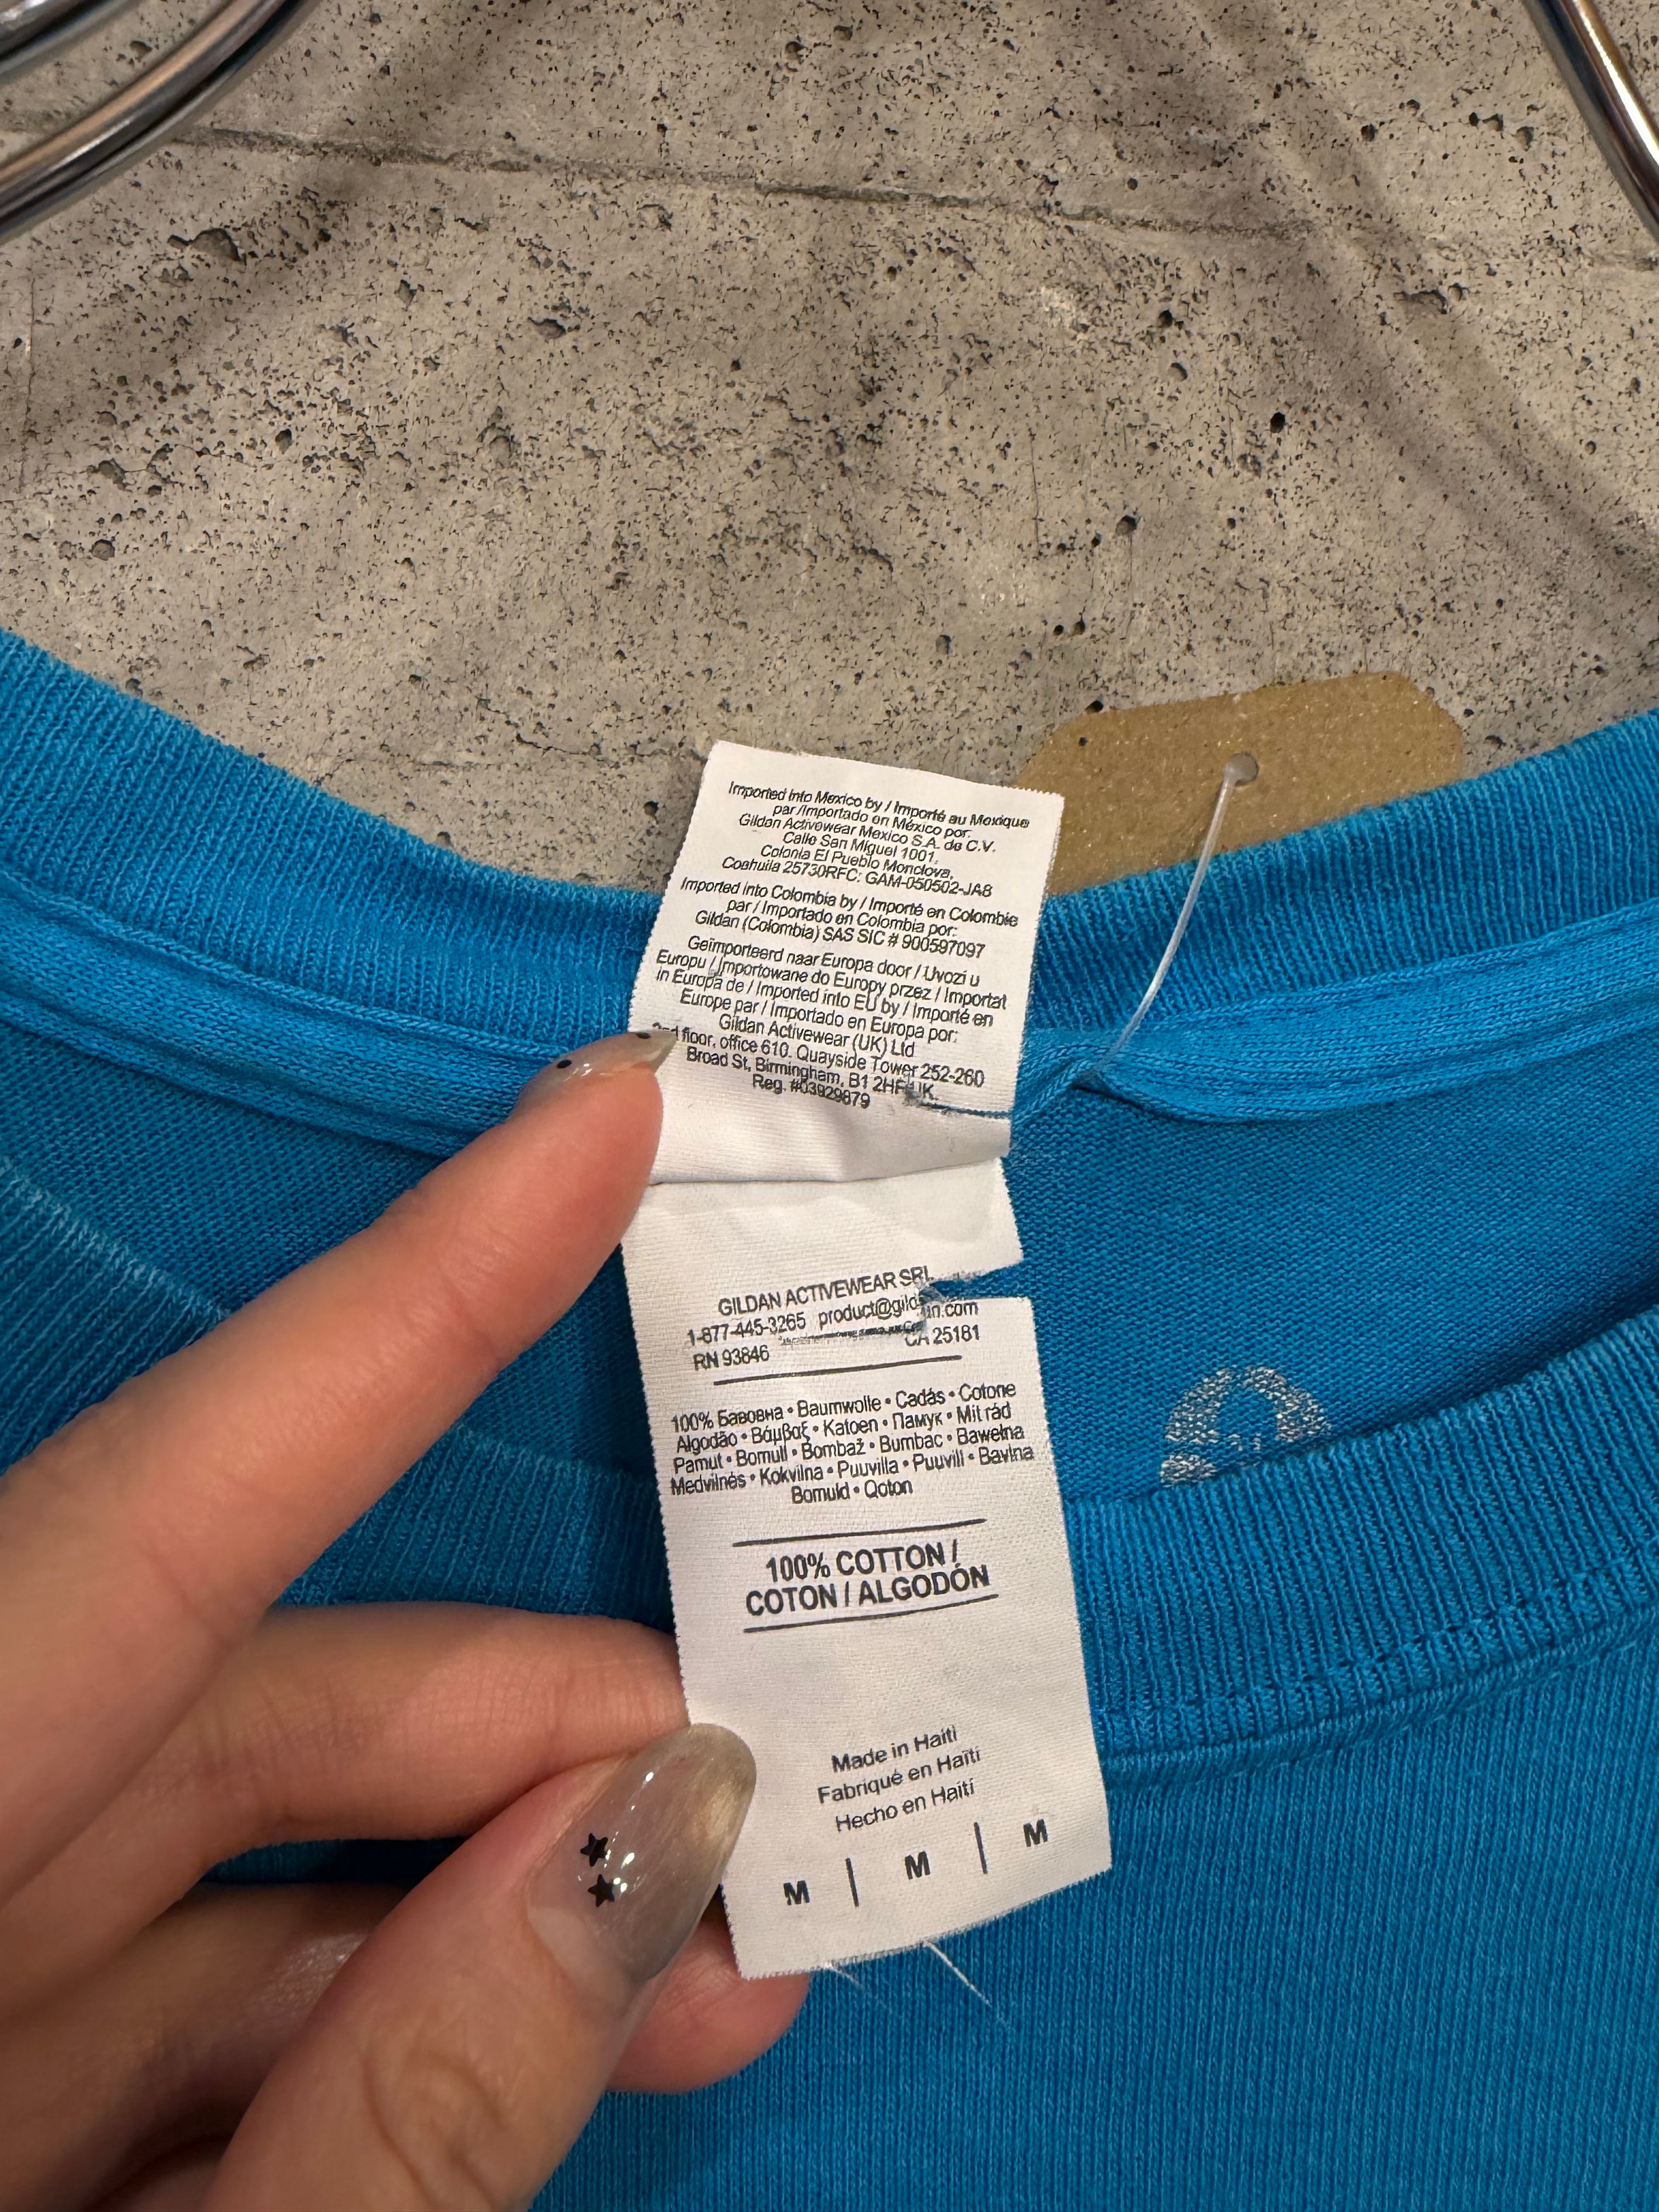 Imported into Mexico by / Importé au Mexique
par /Importado en México por:
Gildan Activewear Mexico S.A. de C.V.
Calle San Miguel 1001,
Colonia El Pueblo Monclova,
Coahuila 25730RFC: GAM-050502-JA8
Imported into Colombia by / Importé en Colombie
par / Importado en Colombia por:
Gildan (Colombia) SAS SIC # 900597097
Geïmporteerd naar Europa door / Uvozi u
Europu / Importowane do Europy przez / Importat
in Europa de / Imported into EU by / Importé en
Europe par / Importado en Europa por:
Gildan Activewear (UK) Ltd
floor, office 610. Quayside Tower 252-260
Broad St, Birmingham, B1
Reg. #03929879
GILDAN ACTIVEWEAR SRL
1-877-445-3265
RN 93846 CA 25181
100% Бавовна • Baumwolle • Cadás • Cotone
Algodão • Βάμβαξ • Katoen • Памук • Mit rád
Pamut • Bomull • Bombaž • Bumbac • Bawełna
Medvilnės • Kokvilna • Puuvilla • Puuvili • Bavlna
Bomuld • Qoton
100% COTTON /
COTON / ALGODÓN
Made in Haiti
Fabriqué en Haïti
Hecho en Haití
M | M | M